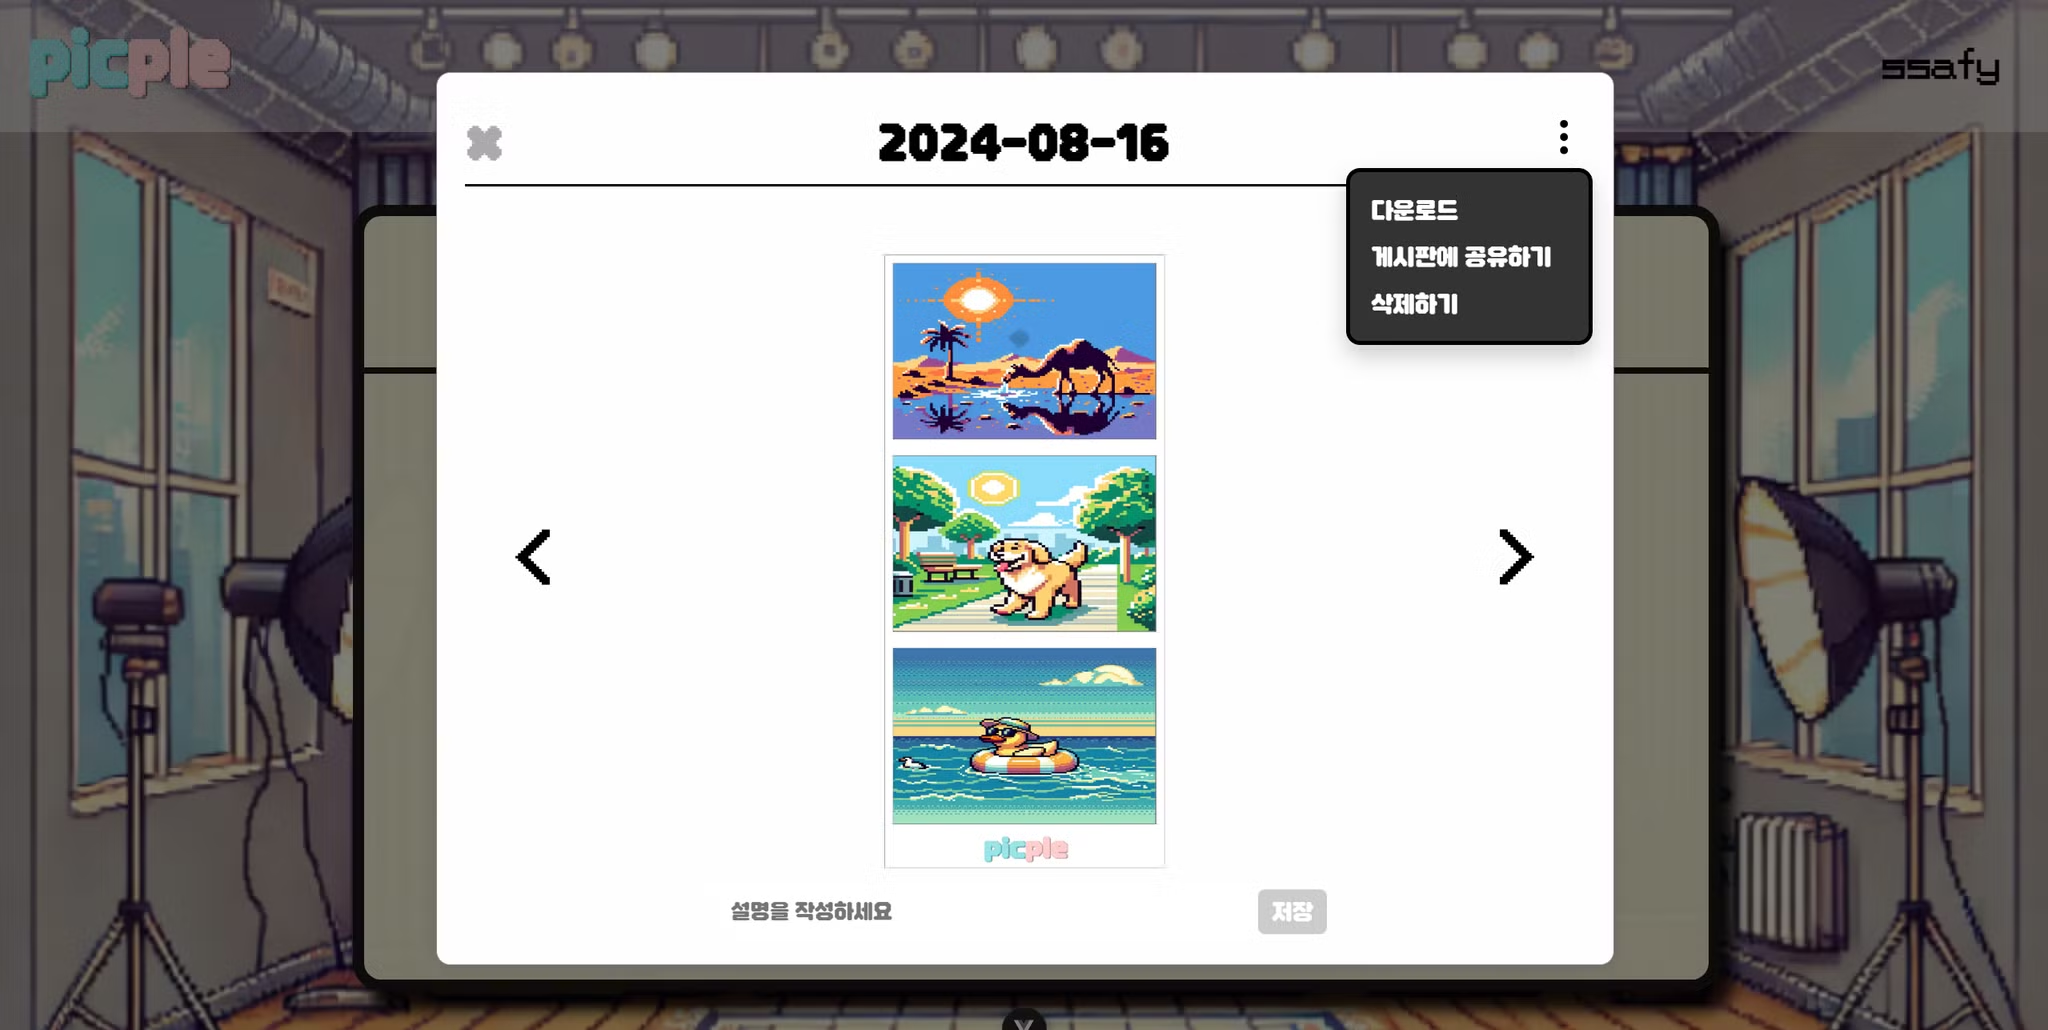 picple
ssafy
2024-08-16
다운로드
게시판에 공유하기
삭제하기
picple
설명을 작성하세요
저장